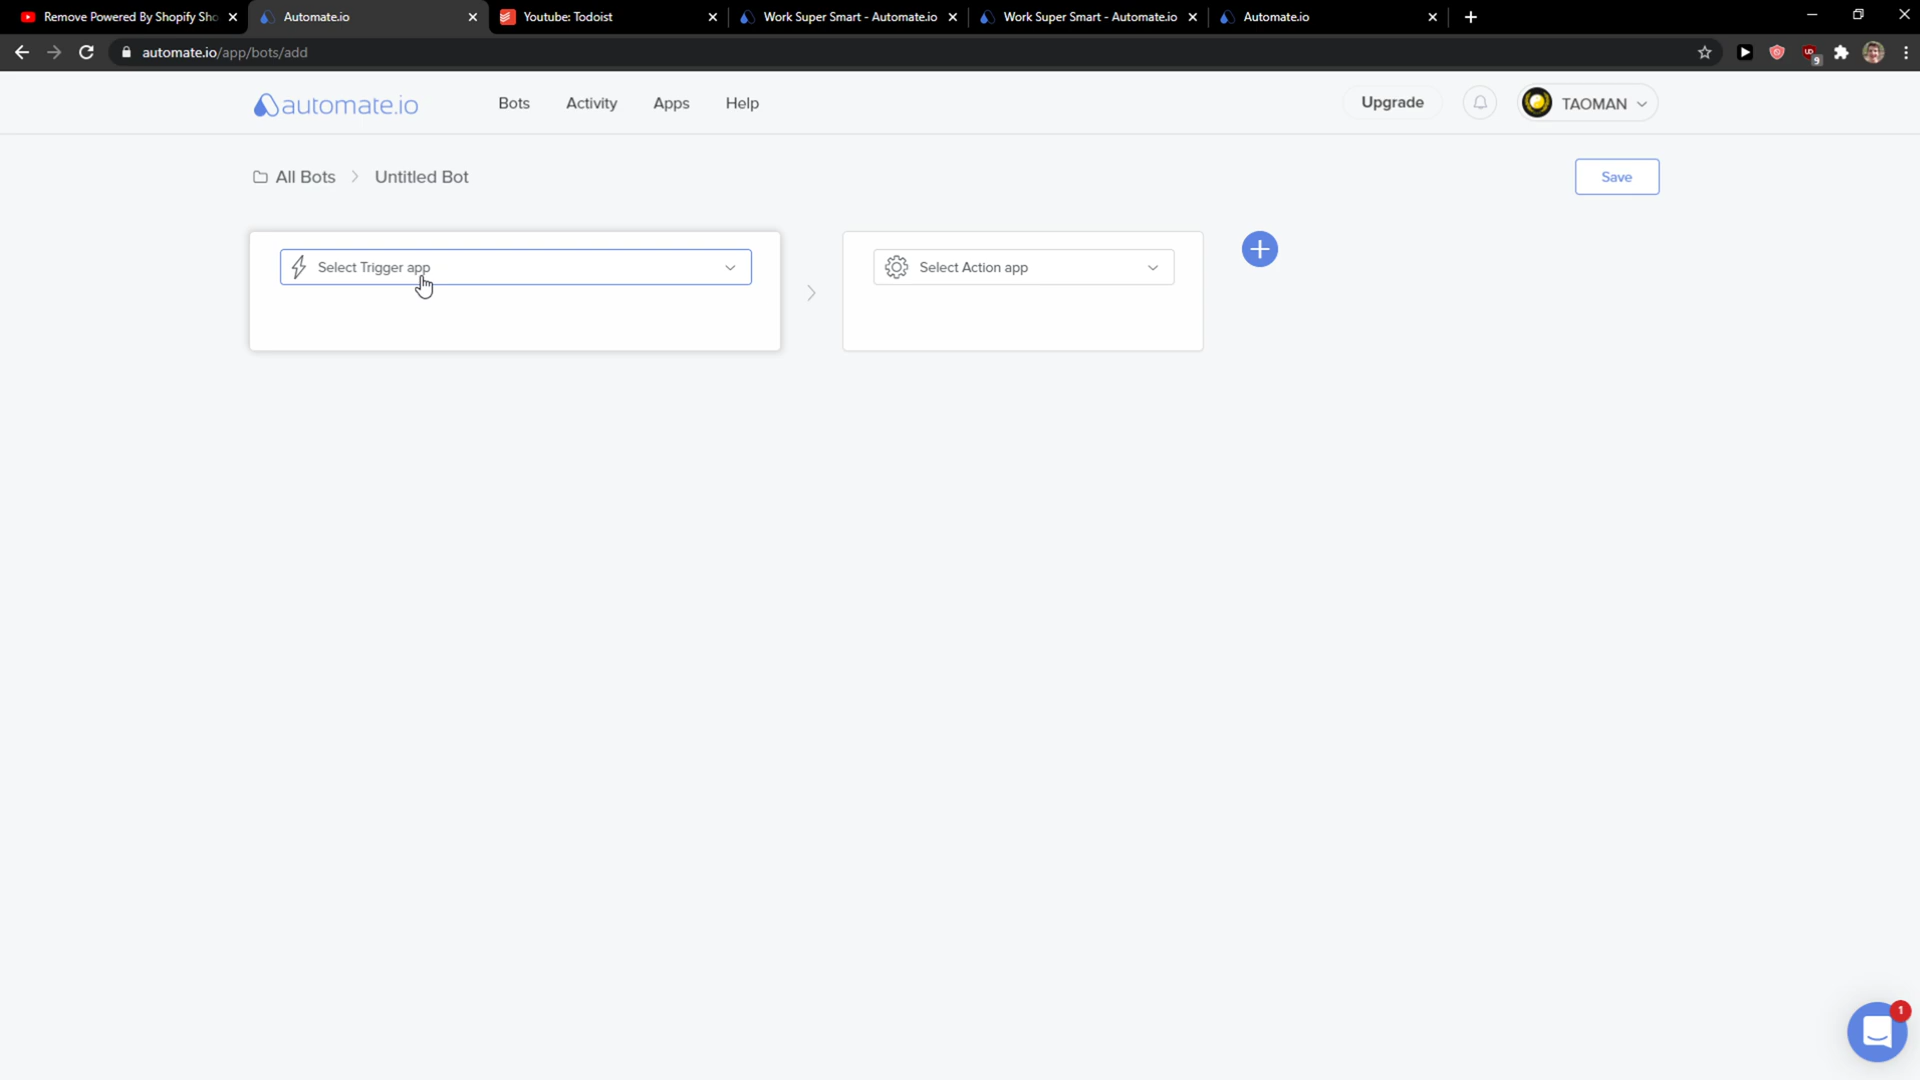 Remove Powered By Shopify Sho
Automate.io
Youtube: Todoist
Work Super Smart - Automate.io
Work Super Smart - Automate.io
Automate.io
automate.io/app/bots/add
9
automate.io
Bots
Activity
Apps
Help
Upgrade
TAOMAN
All Bots
Untitled Bot
Save
Select Trigger app
Select Action app
1